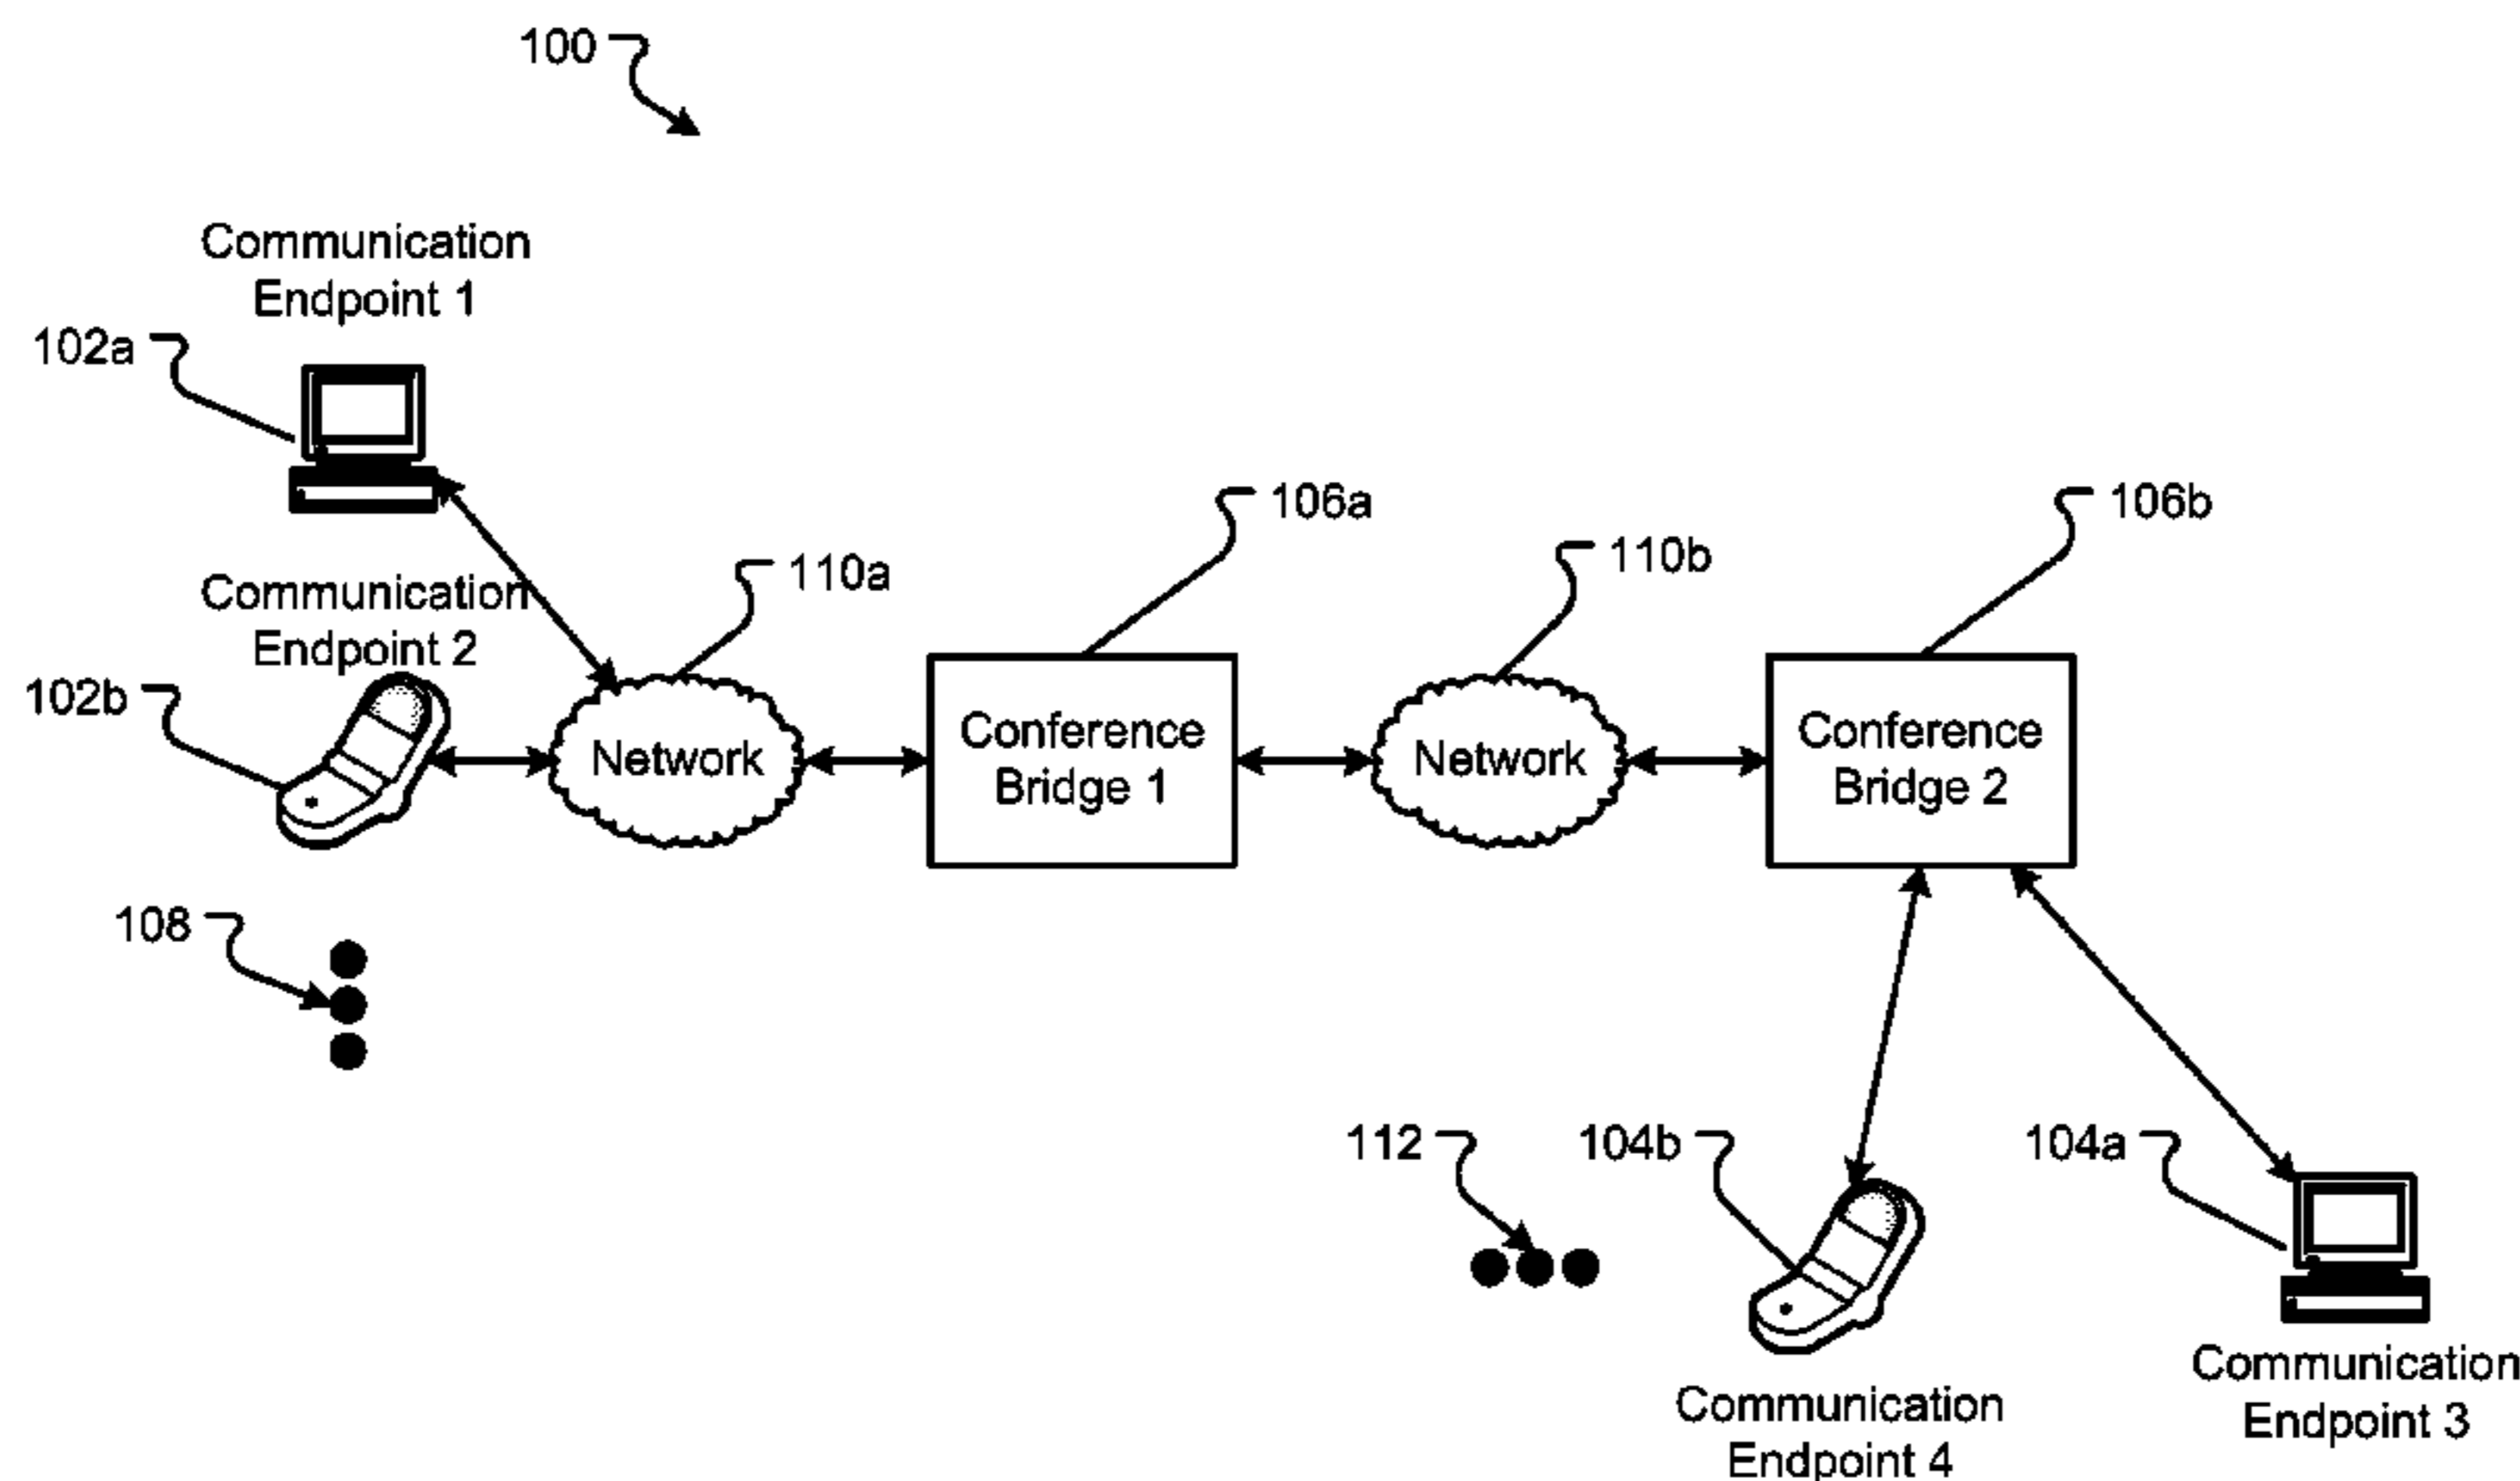 100
Communication
Endpoint 1
102a
106a
106b
110a
110b
Communication
Endpoint 2
102b
Network
Conference
Bridge 1
Network
Conference
Bridge 2
108
112
104b
104a
Communication
Endpoint 3
Communication
Endpoint 4